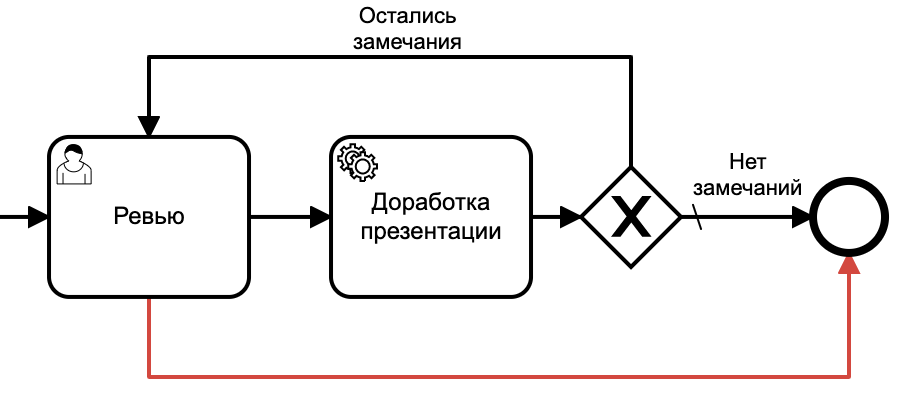 Остались
замечания
Ревью
Доработка
презентации
X
Нет
замечаний